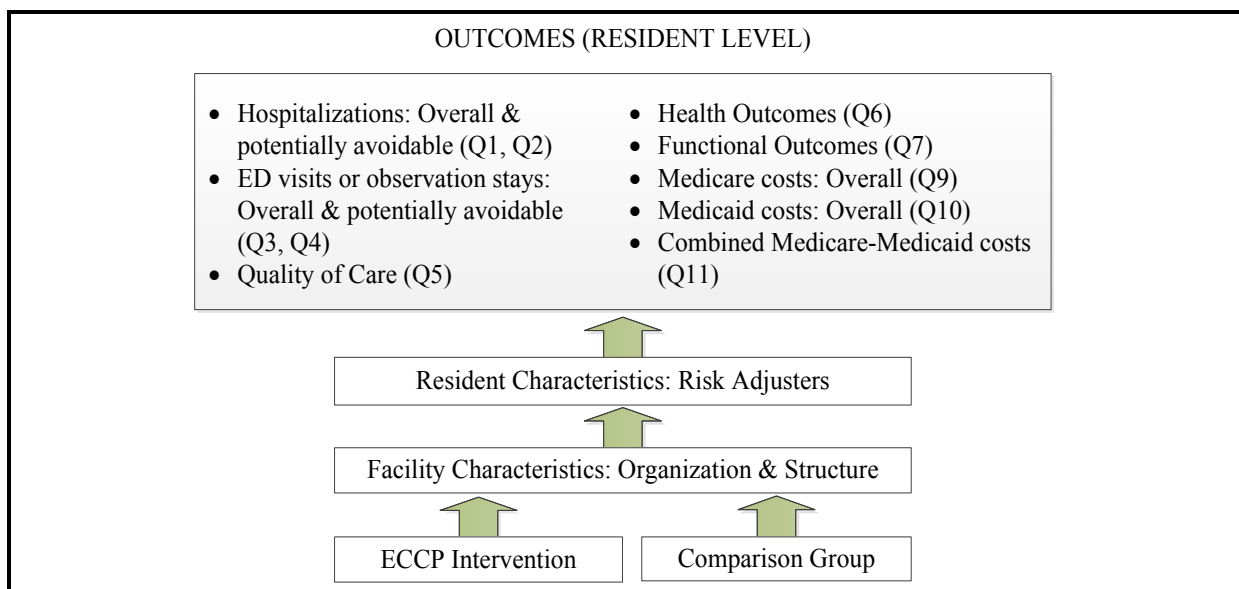 OUTCOMES (RESIDENT LEVEL)
• Hospitalizations: Overall &
potentially avoidable (Q1, Q2)
• ED visits or observation stays:
Overall & potentially avoidable
(Q3, Q4)
• Quality of Care (Q5)
• Health Outcomes (Q6)
• Functional Outcomes (Q7)
• Medicare costs: Overall (Q9)
• Medicaid costs: Overall (Q10)
• Combined Medicare-Medicaid costs
(Q11)
Resident Characteristics: Risk Adjusters
Facility Characteristics: Organization & Structure
ECCP Intervention
Comparison Group